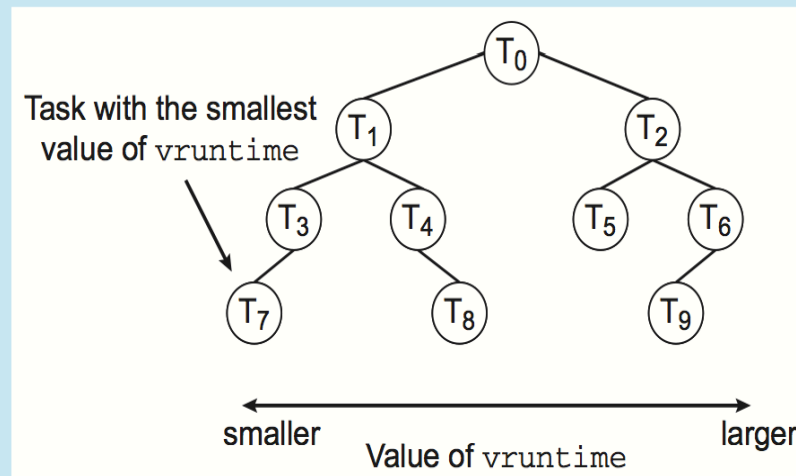 T0
Task with the smallest
value of vruntime
T1
T2
T3
T4
T5
T6
T7
T8
T9
smaller
larger
Value of vruntime